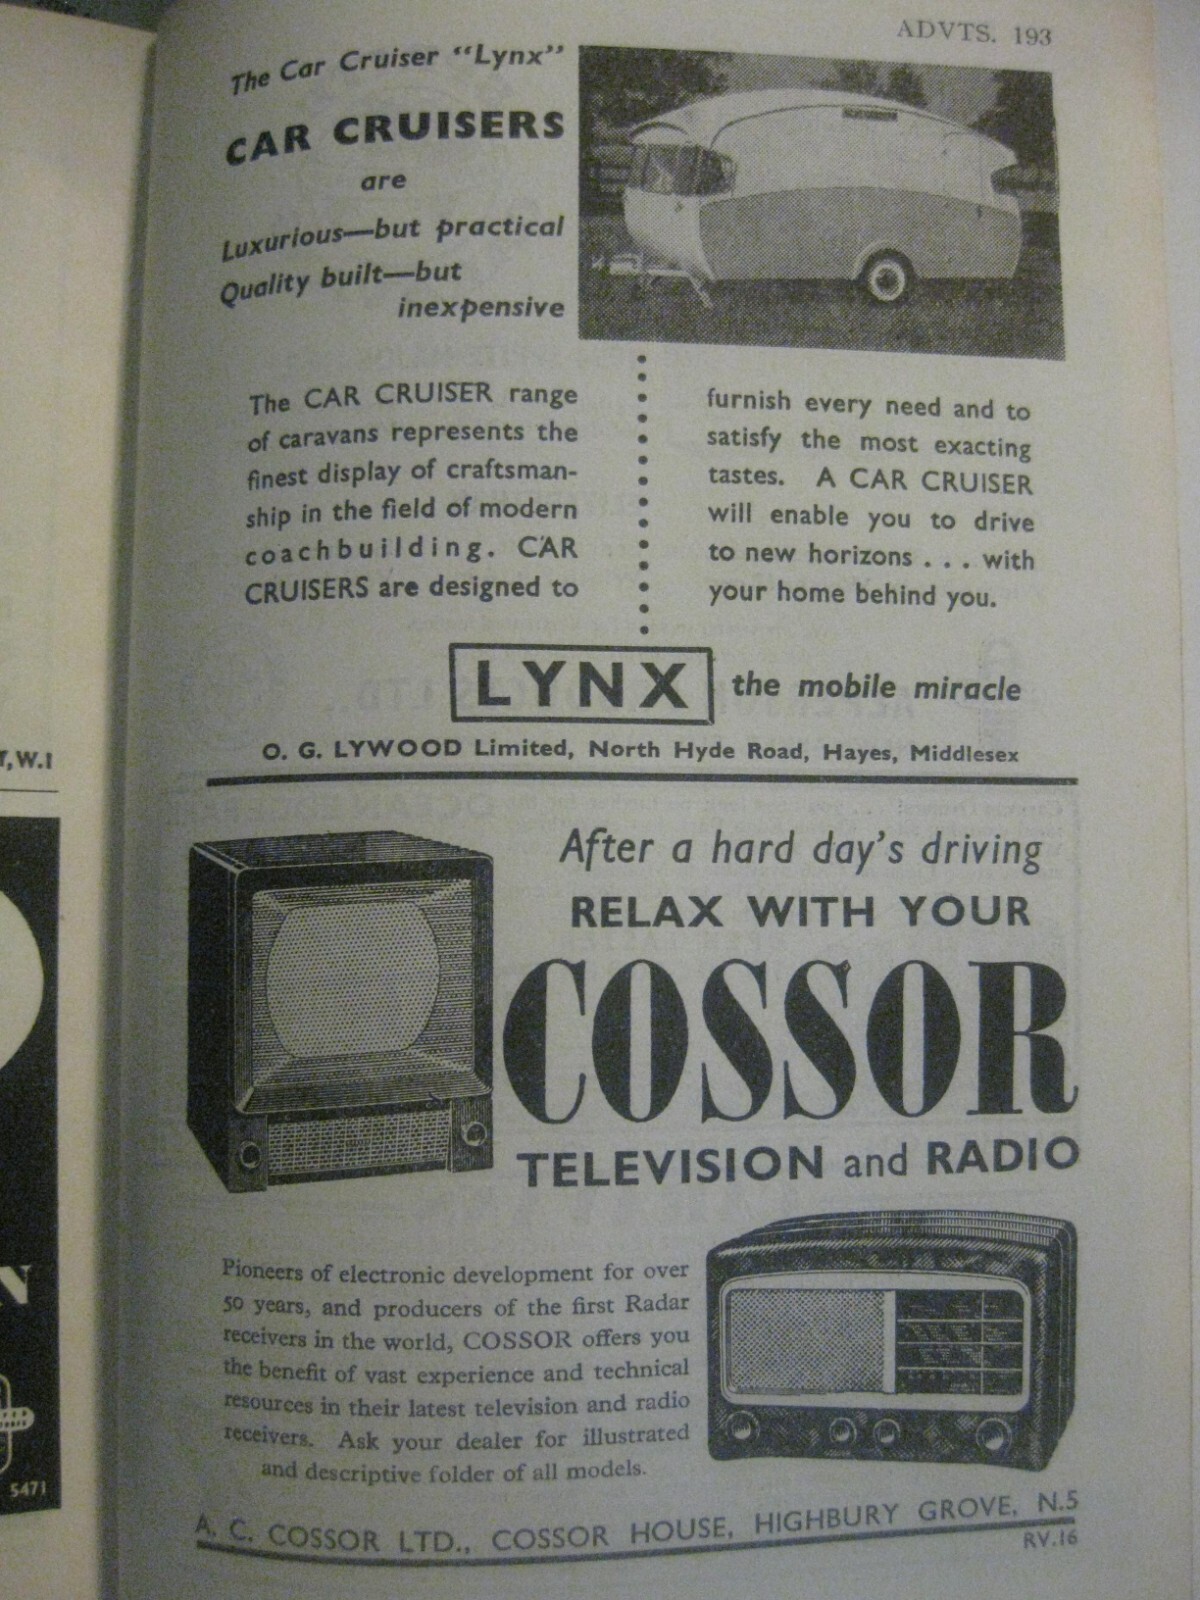 ADVTS. 193
The Car Cruiser "Lynx"
CAR CRUISERS
are
Luxurious—but practical
Quality built—but
inexpensive
The CAR CRUISER range
of caravans represents the
finest display of craftsman-
ship in the field of modern
coachbuilding. CAR
CRUISERS are designed to
furnish every need and to
satisfy the most exacting
tastes. A CAR CRUISER
will enable you to drive
to new horizons . . . with
your home behind you.
LYNX the mobile miracle
O. G. LYWOOD Limited, North Hyde Road, Hayes, Middlesex
After a hard day's driving
RELAX WITH YOUR
COSSOR
TELEVISION and RADIO
Pioneers of electronic development for over
50 years, and producers of the first Radar
receivers in the world, COSSOR offers you
the benefit of vast experience and technical
resources in their latest television and radio
receivers. Ask your dealer for illustrated
and descriptive folder of all models.
A. C. COSSOR LTD., COSSOR HOUSE, HIGHBURY GROVE, N.5
RV.16
T, W.1
N
5471